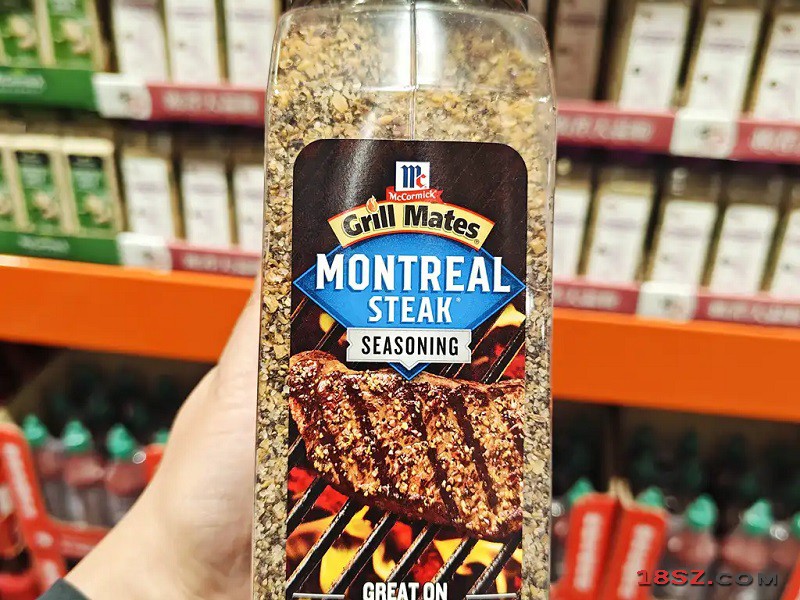 Mc
McCormick
Grill Mates®
MONTREAL
STEAK®
SEASONING
GREAT ON
18SZ.COM